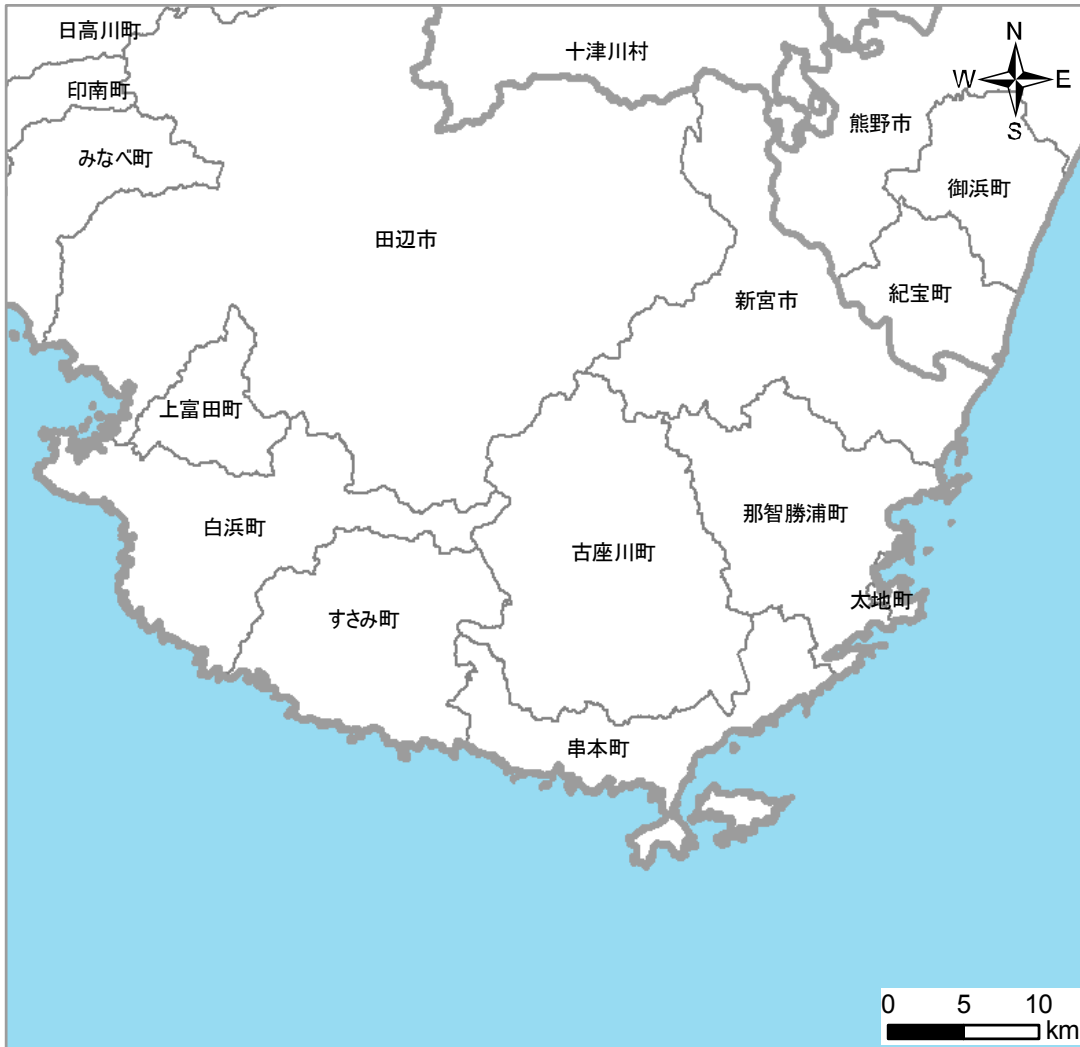 日高川町
十津川村
N
W
E
S
印南町
熊野市
みなべ町
御浜町
田辺市
紀宝町
新宮市
上富田町
那智勝浦町
白浜町
古座川町
太地町
すさみ町
串本町
0 5 10
km